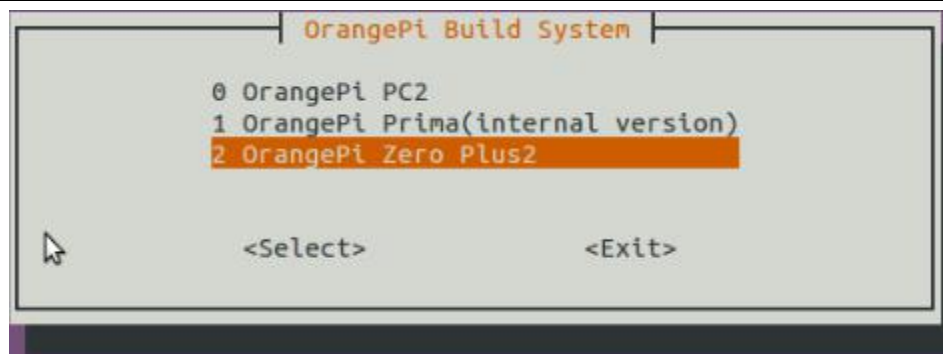 OrangePi Build System
0 OrangePi PC2
1 OrangePi Prima(internal version)
2 OrangePi Zero Plus2
<Select> <Exit>